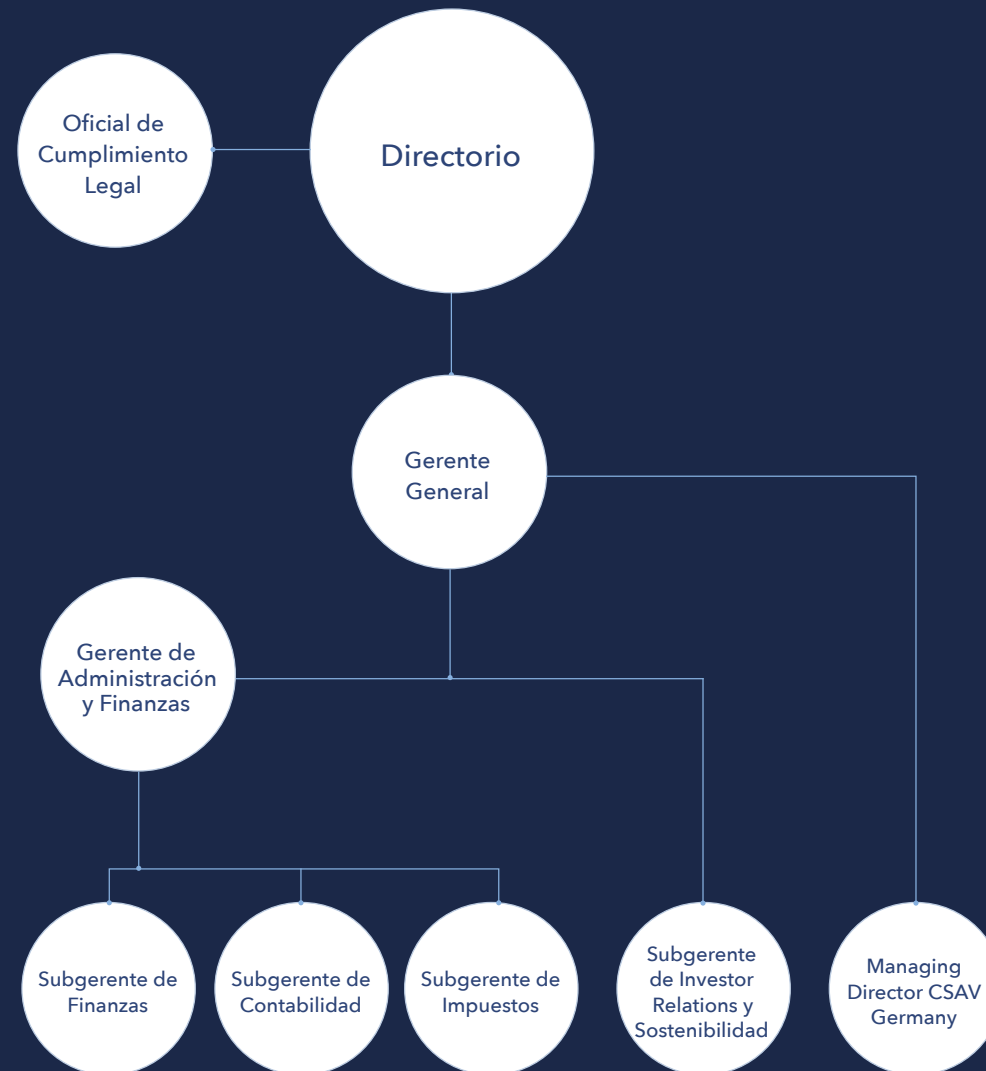 Oficial de
Cumplimiento
Legal
Directorio
Gerente
General
Gerente de
Administración
y Finanzas
Subgerente de
Finanzas
Subgerente de
Contabilidad
Subgerente de
Impuestos
Subgerente
de Investor
Relations y
Sostenibilidad
Managing
Director CSAV
Germany